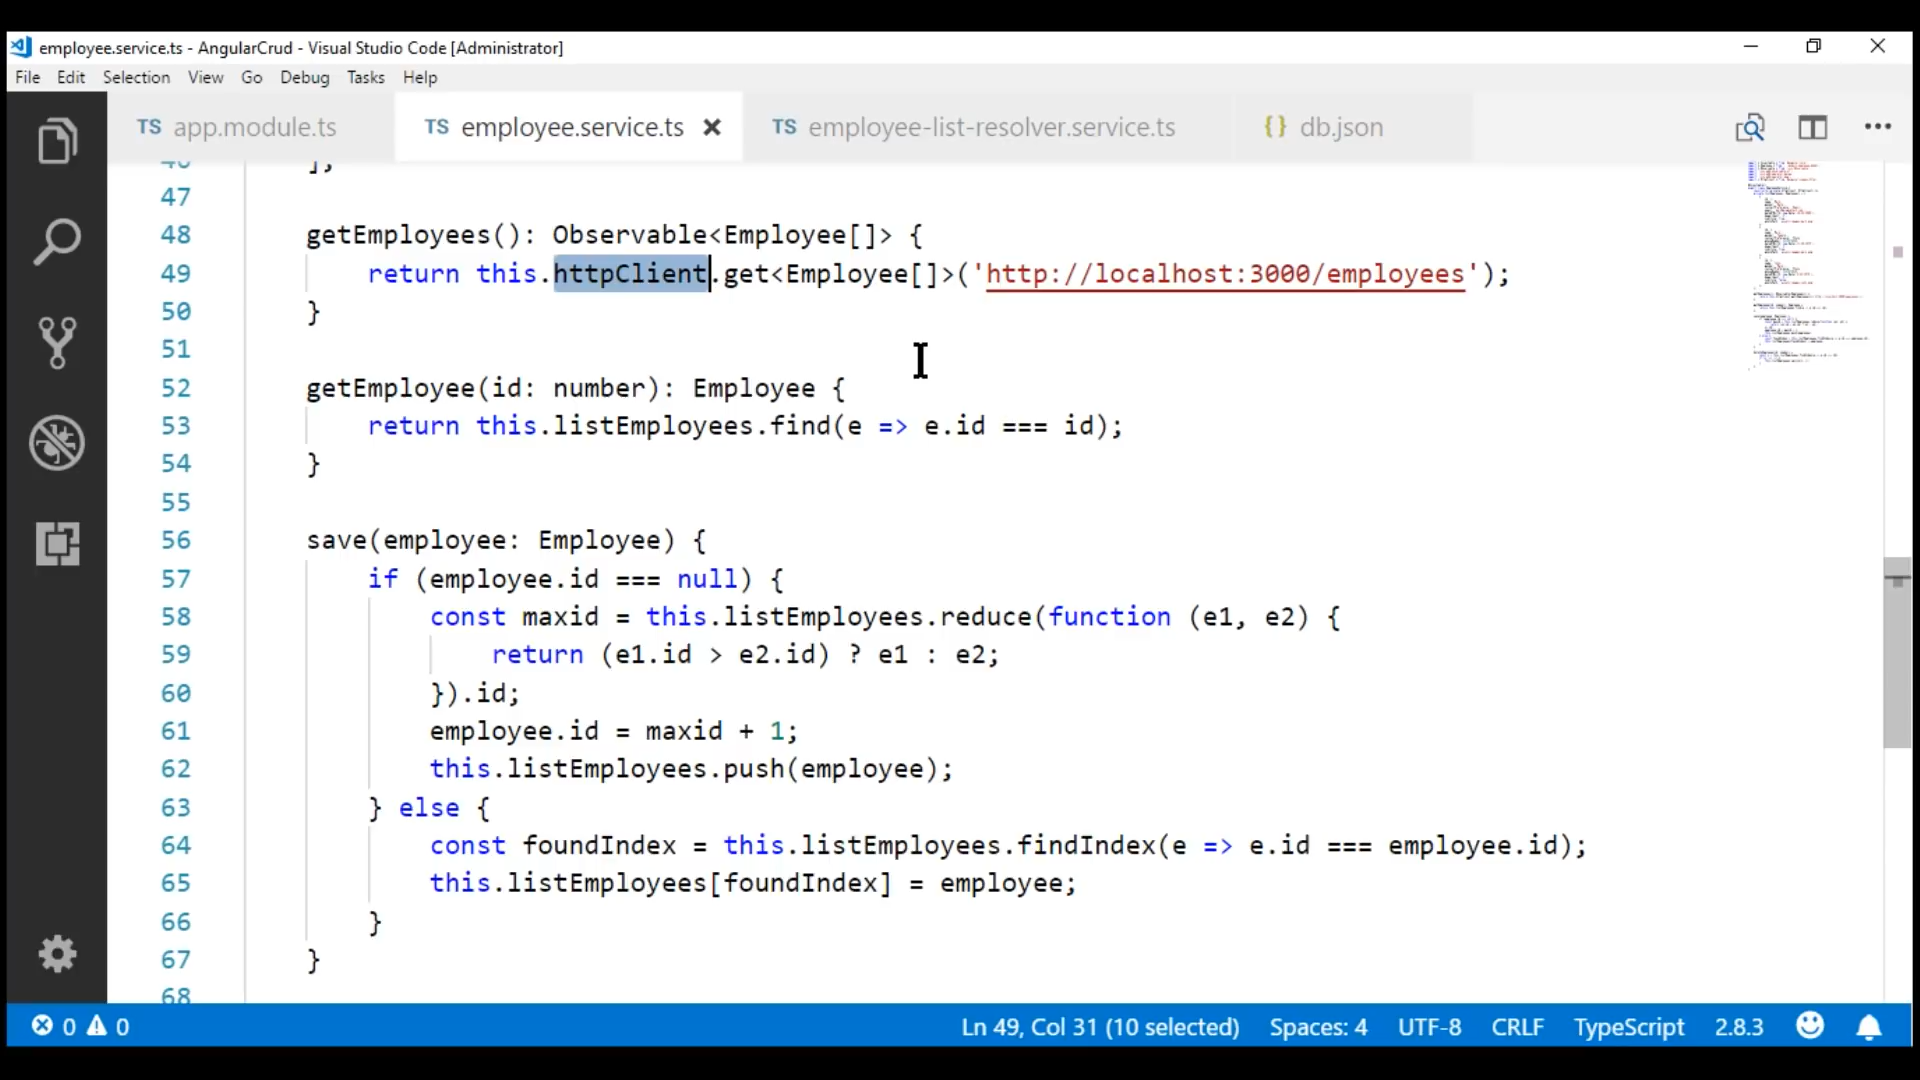 employee.service.ts - AngularCrud - Visual Studio Code [Administrator]
File Edit Selection View Go Debug Tasks Help
TS app.module.ts TS employee.service.ts TS employee-list-resolver.service.ts {} db.json
46 ];
47
48 getEmployees(): Observable<Employee[]> {
49 return this.httpClient.get<Employee[]>('http://localhost:3000/employees');
50 }
51
52 getEmployee(id: number): Employee {
53 return this.listEmployees.find(e => e.id === id);
54 }
55
56 save(employee: Employee) {
57 if (employee.id === null) {
58 const maxid = this.listEmployees.reduce(function (e1, e2) {
59 return (e1.id > e2.id) ? e1 : e2;
60 }).id;
61 employee.id = maxid + 1;
62 this.listEmployees.push(employee);
63 } else {
64 const foundIndex = this.listEmployees.findIndex(e => e.id === employee.id);
65 this.listEmployees[foundIndex] = employee;
66 }
67 }
68
0 0 Ln 49, Col 31 (10 selected) Spaces: 4 UTF-8 CRLF TypeScript 2.8.3